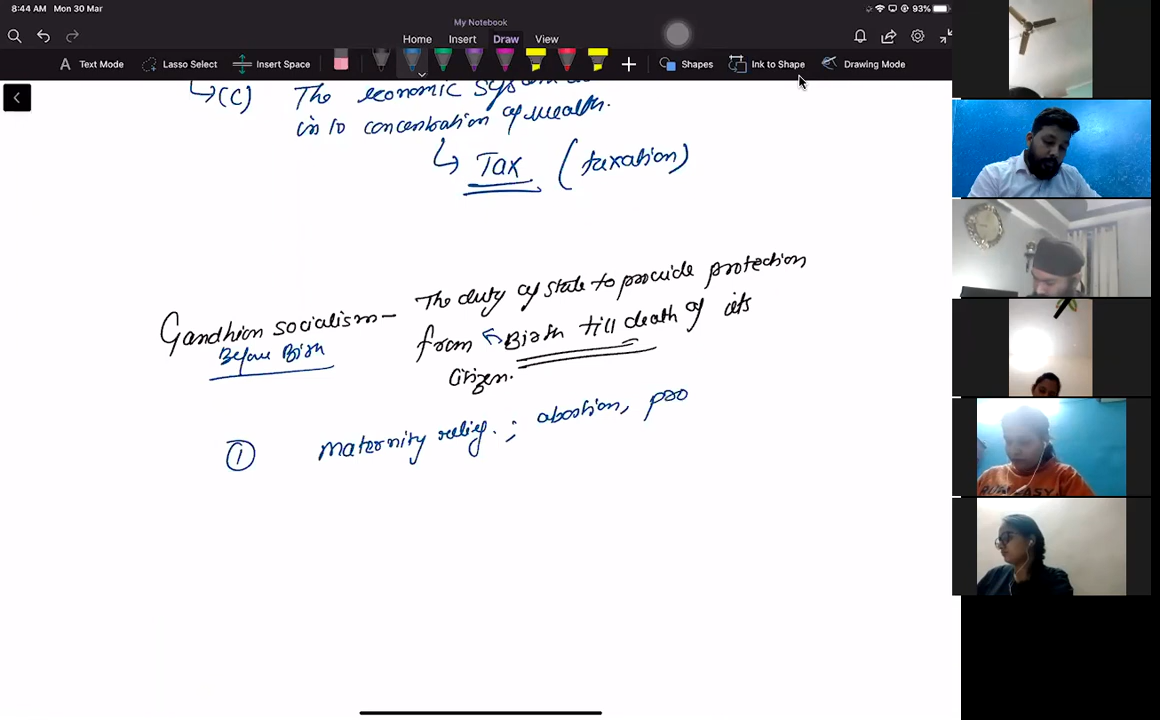 8:44 AM Mon 30 Mar
93%
My Notebook
Home Insert Draw View
Text Mode Lasso Select Insert Space Shapes Ink to Shape Drawing Mode
↳(C) The economic system
in to concentration of wealth.
↳ Tax (taxation)
Gandhian socialism - The duty of state to provide protection
from Birth till death of its
Before Birth
citizen.
① Maternity relief. ; abortion, pro